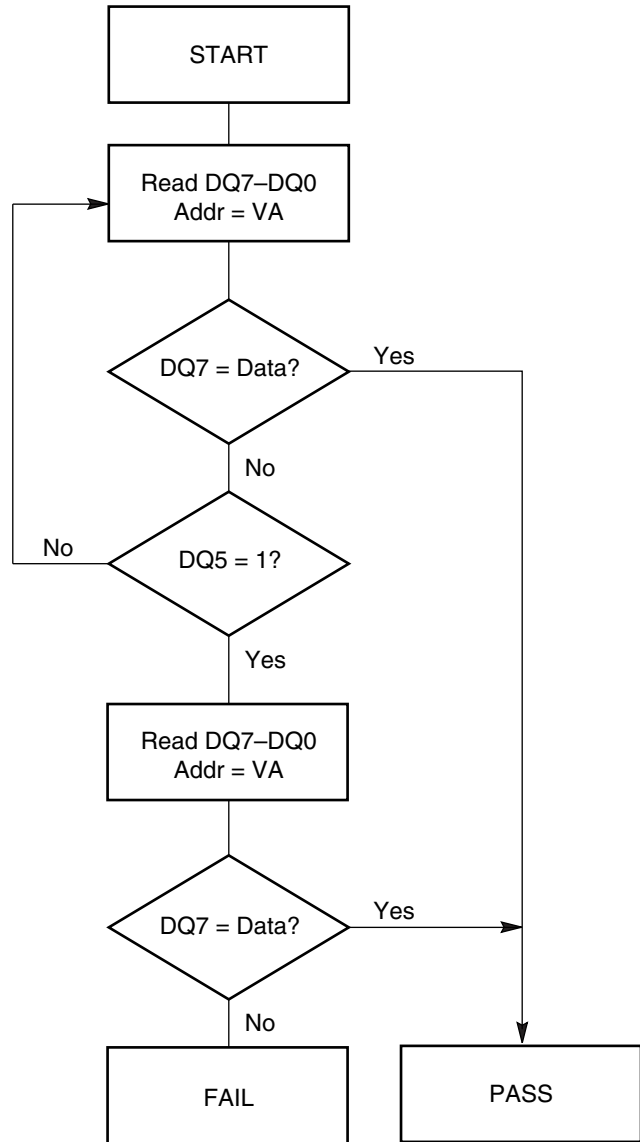 START
Read DQ7–DQ0
Addr = VA
DQ7 = Data?
Yes
No
No
DQ5 = 1?
Yes
Read DQ7–DQ0
Addr = VA
DQ7 = Data?
Yes
No
FAIL
PASS